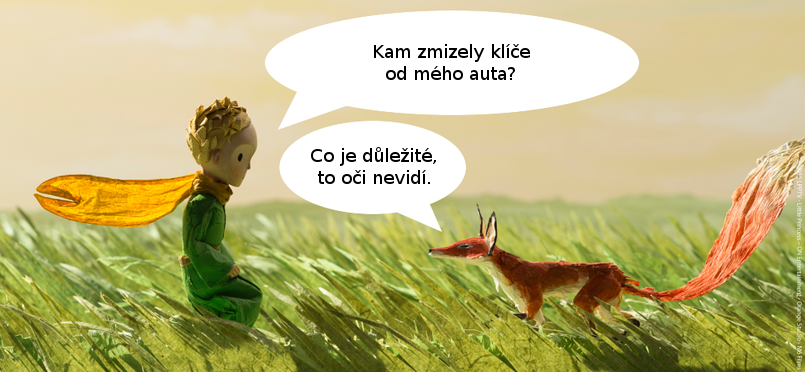 Kam zmizely klíče
od mého auta?
Co je důležité,
to oči nevidí.